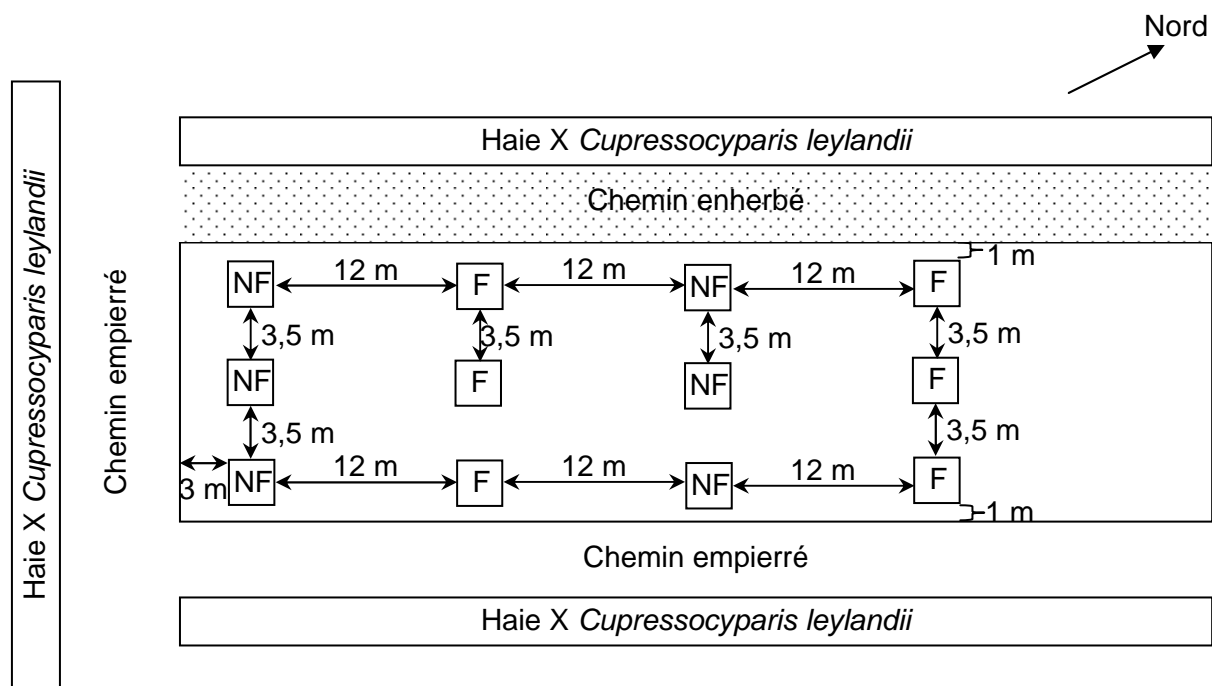 Nord
Haie X Cupressocyparis leylandii
Chemin enherbé
Haie X Cupressocyparis leylandii
Chemin empierré
1 m
NF 12 m F 12 m NF 12 m F
3,5 m 3,5 m 3,5 m 3,5 m
NF F NF F
3,5 m 3,5 m
3 m NF 12 m F 12 m NF 12 m F
1 m
Chemin empierré
Haie X Cupressocyparis leylandii